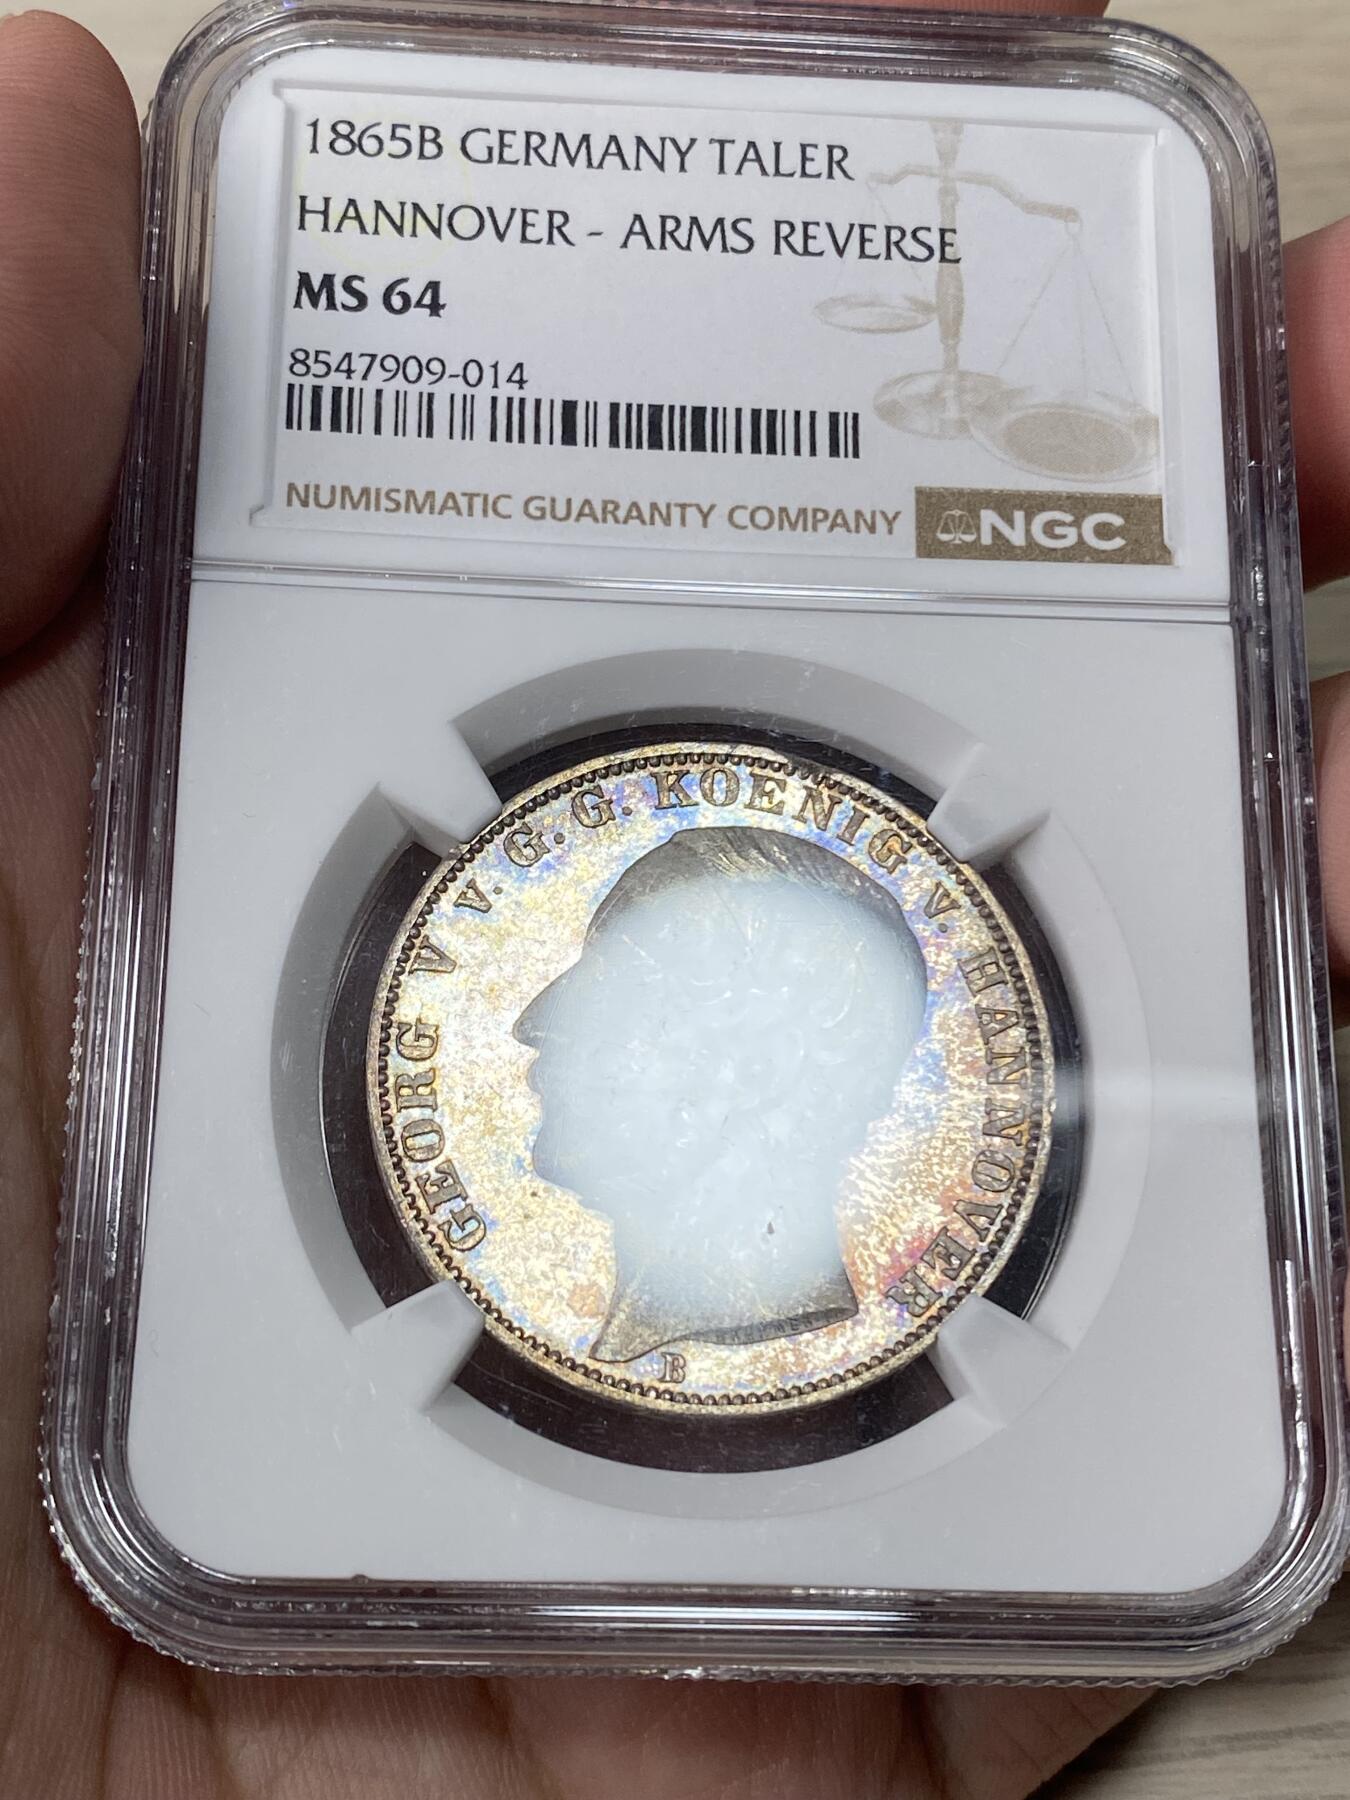 1865B GERMANY TALER
HANNOVER - ARMS REVERSE
MS 64
8547909-014
NUMISMATIC GUARANTY COMPANY NGC
GEORG V v. G. G. KOENIG v. HANNOVER
B